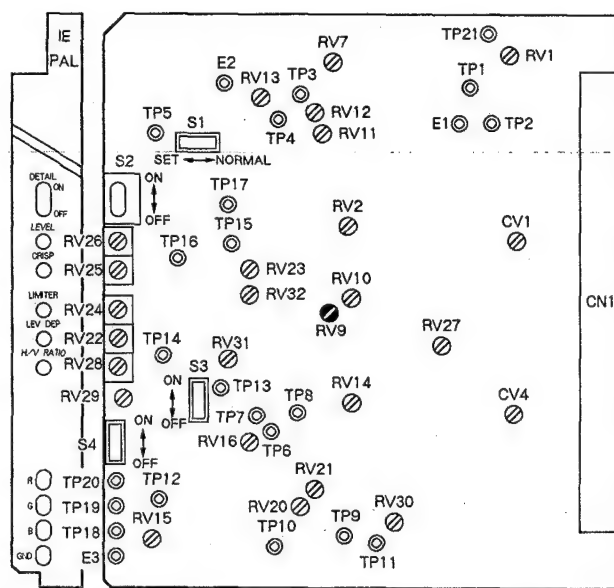 IE
PAL
RV7
TP21
RV1
E2
RV13
TP3
TP1
TP5
S1
RV12
TP4
RV11
E1
TP2
SET NORMAL
DETAIL
ON
OFF
S2
ON
OFF
TP17
RV2
CV1
LEVEL
RV26
TP15
TP16
CRISP
RV25
RV23
RV32
RV10
CN1
LIMITER
RV24
RV9
LEV DEP
RV22
RV27
TP14
RV31
H/V RATIO
RV28
S3
ON
OFF
TP13
RV29
TP8
RV14
TP7
CV4
S4
ON
OFF
RV16
TP6
R
TP20
TP12
RV21
G
TP19
RV20
RV30
B
TP18
RV15
TP10
TP9
TP11
GND
E3